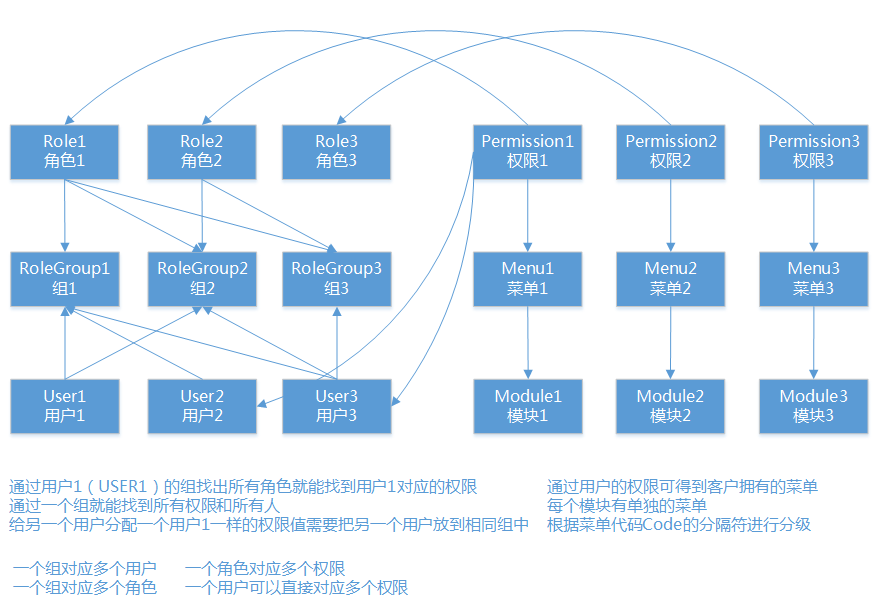 Role1
角色1
Role2
角色2
Role3
角色3
Permission1
权限1
Permission2
权限2
Permission3
权限3
RoleGroup1
组1
RoleGroup2
组2
RoleGroup3
组3
Menu1
菜单1
Menu2
菜单2
Menu3
菜单3
User1
用户1
User2
用户2
User3
用户3
Module1
模块1
Module2
模块2
Module3
模块3
通过用户1（USER1）的组找出所有角色就能找到用户1对应的权限
通过一个组就能找到所有权限和所有人
给另一个用户分配一个用户1一样的权限值需要把另一个用户放到相同组中
通过用户的权限可得到客户拥有的菜单
每个模块有单独的菜单
根据菜单代码Code的分隔符进行分级
一个组对应多个用户
一个组对应多个角色
一个角色对应多个权限
一个用户可以直接对应多个权限